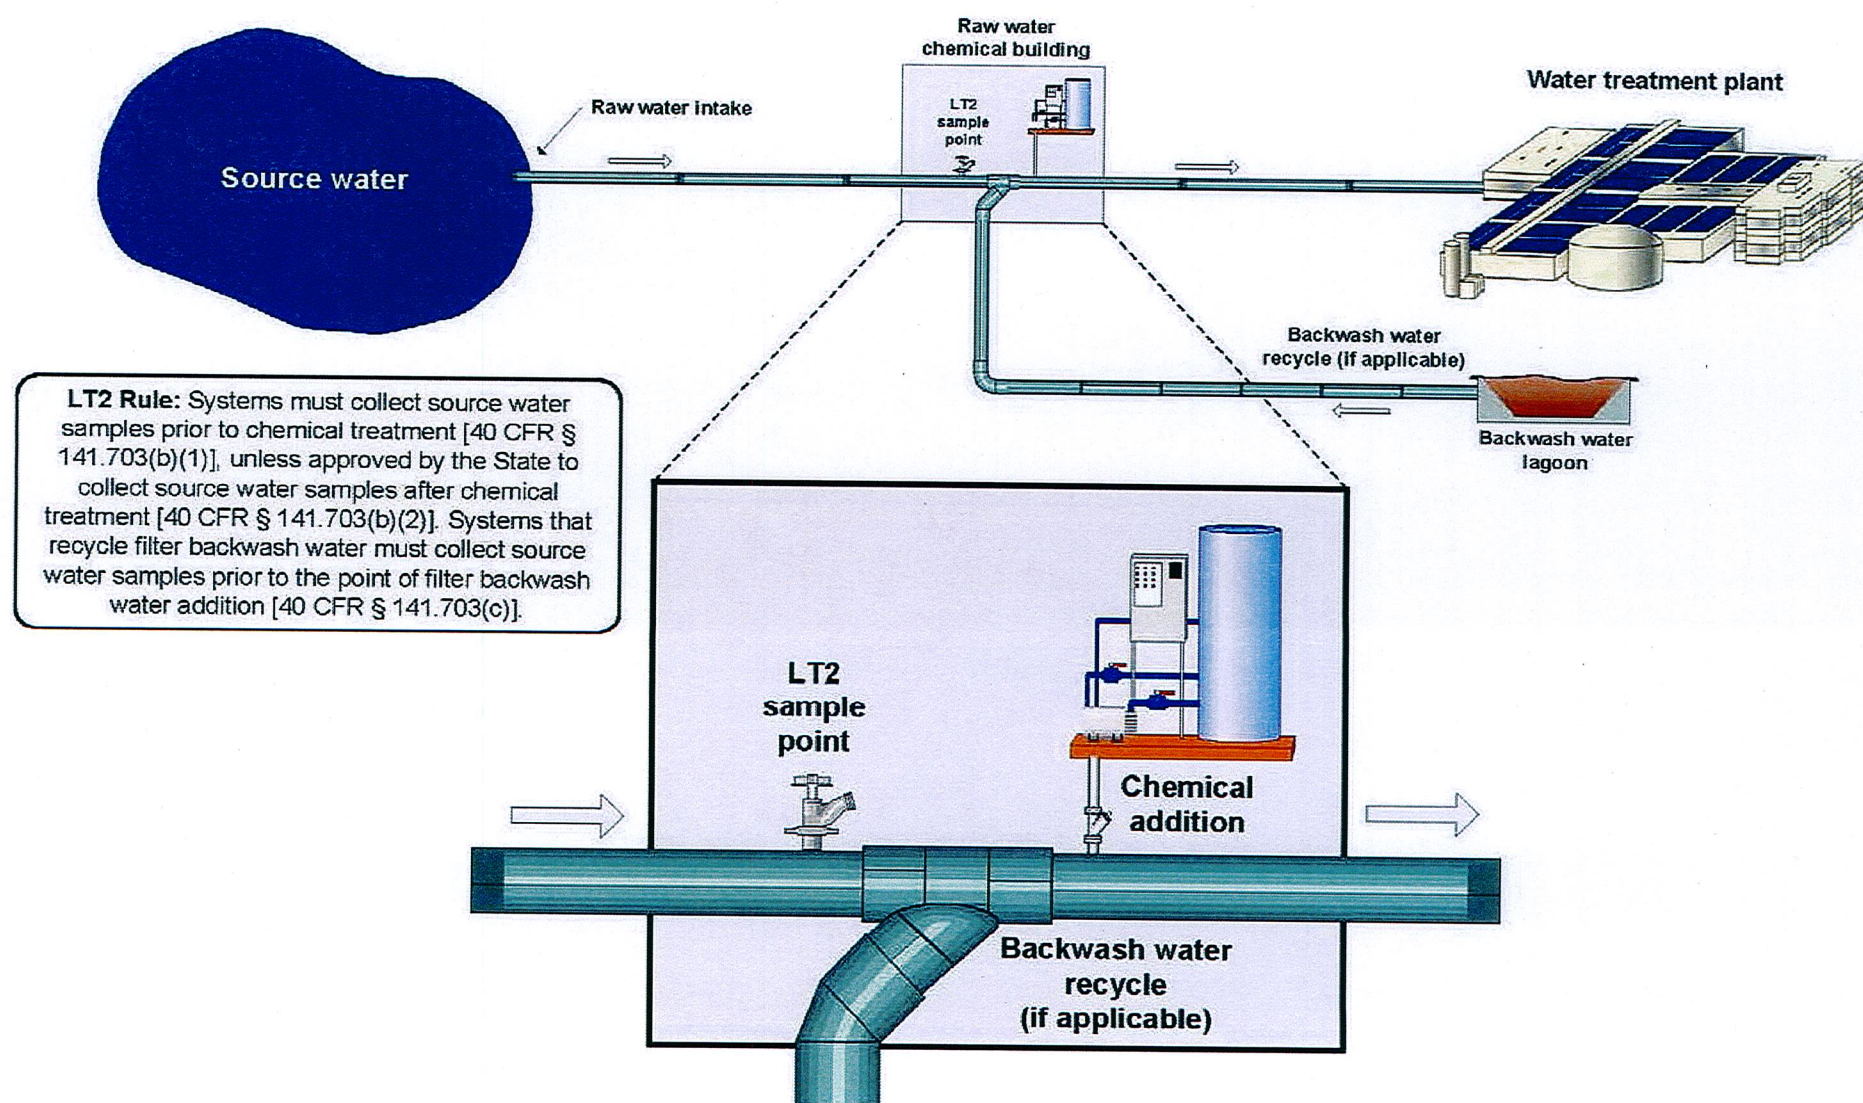 Raw water
chemical building
Water treatment plant
Raw water intake
LT2
sample
point
Source water
Backwash water
recycle (if applicable)
Backwash water
lagoon
LT2 Rule: Systems must collect source water
samples prior to chemical treatment [40 CFR §
141.703(b)(1)], unless approved by the State to
collect source water samples after chemical
treatment [40 CFR § 141.703(b)(2)]. Systems that
recycle filter backwash water must collect source
water samples prior to the point of filter backwash
water addition [40 CFR § 141.703(c)].
LT2
sample
point
Chemical
addition
Backwash water
recycle
(if applicable)